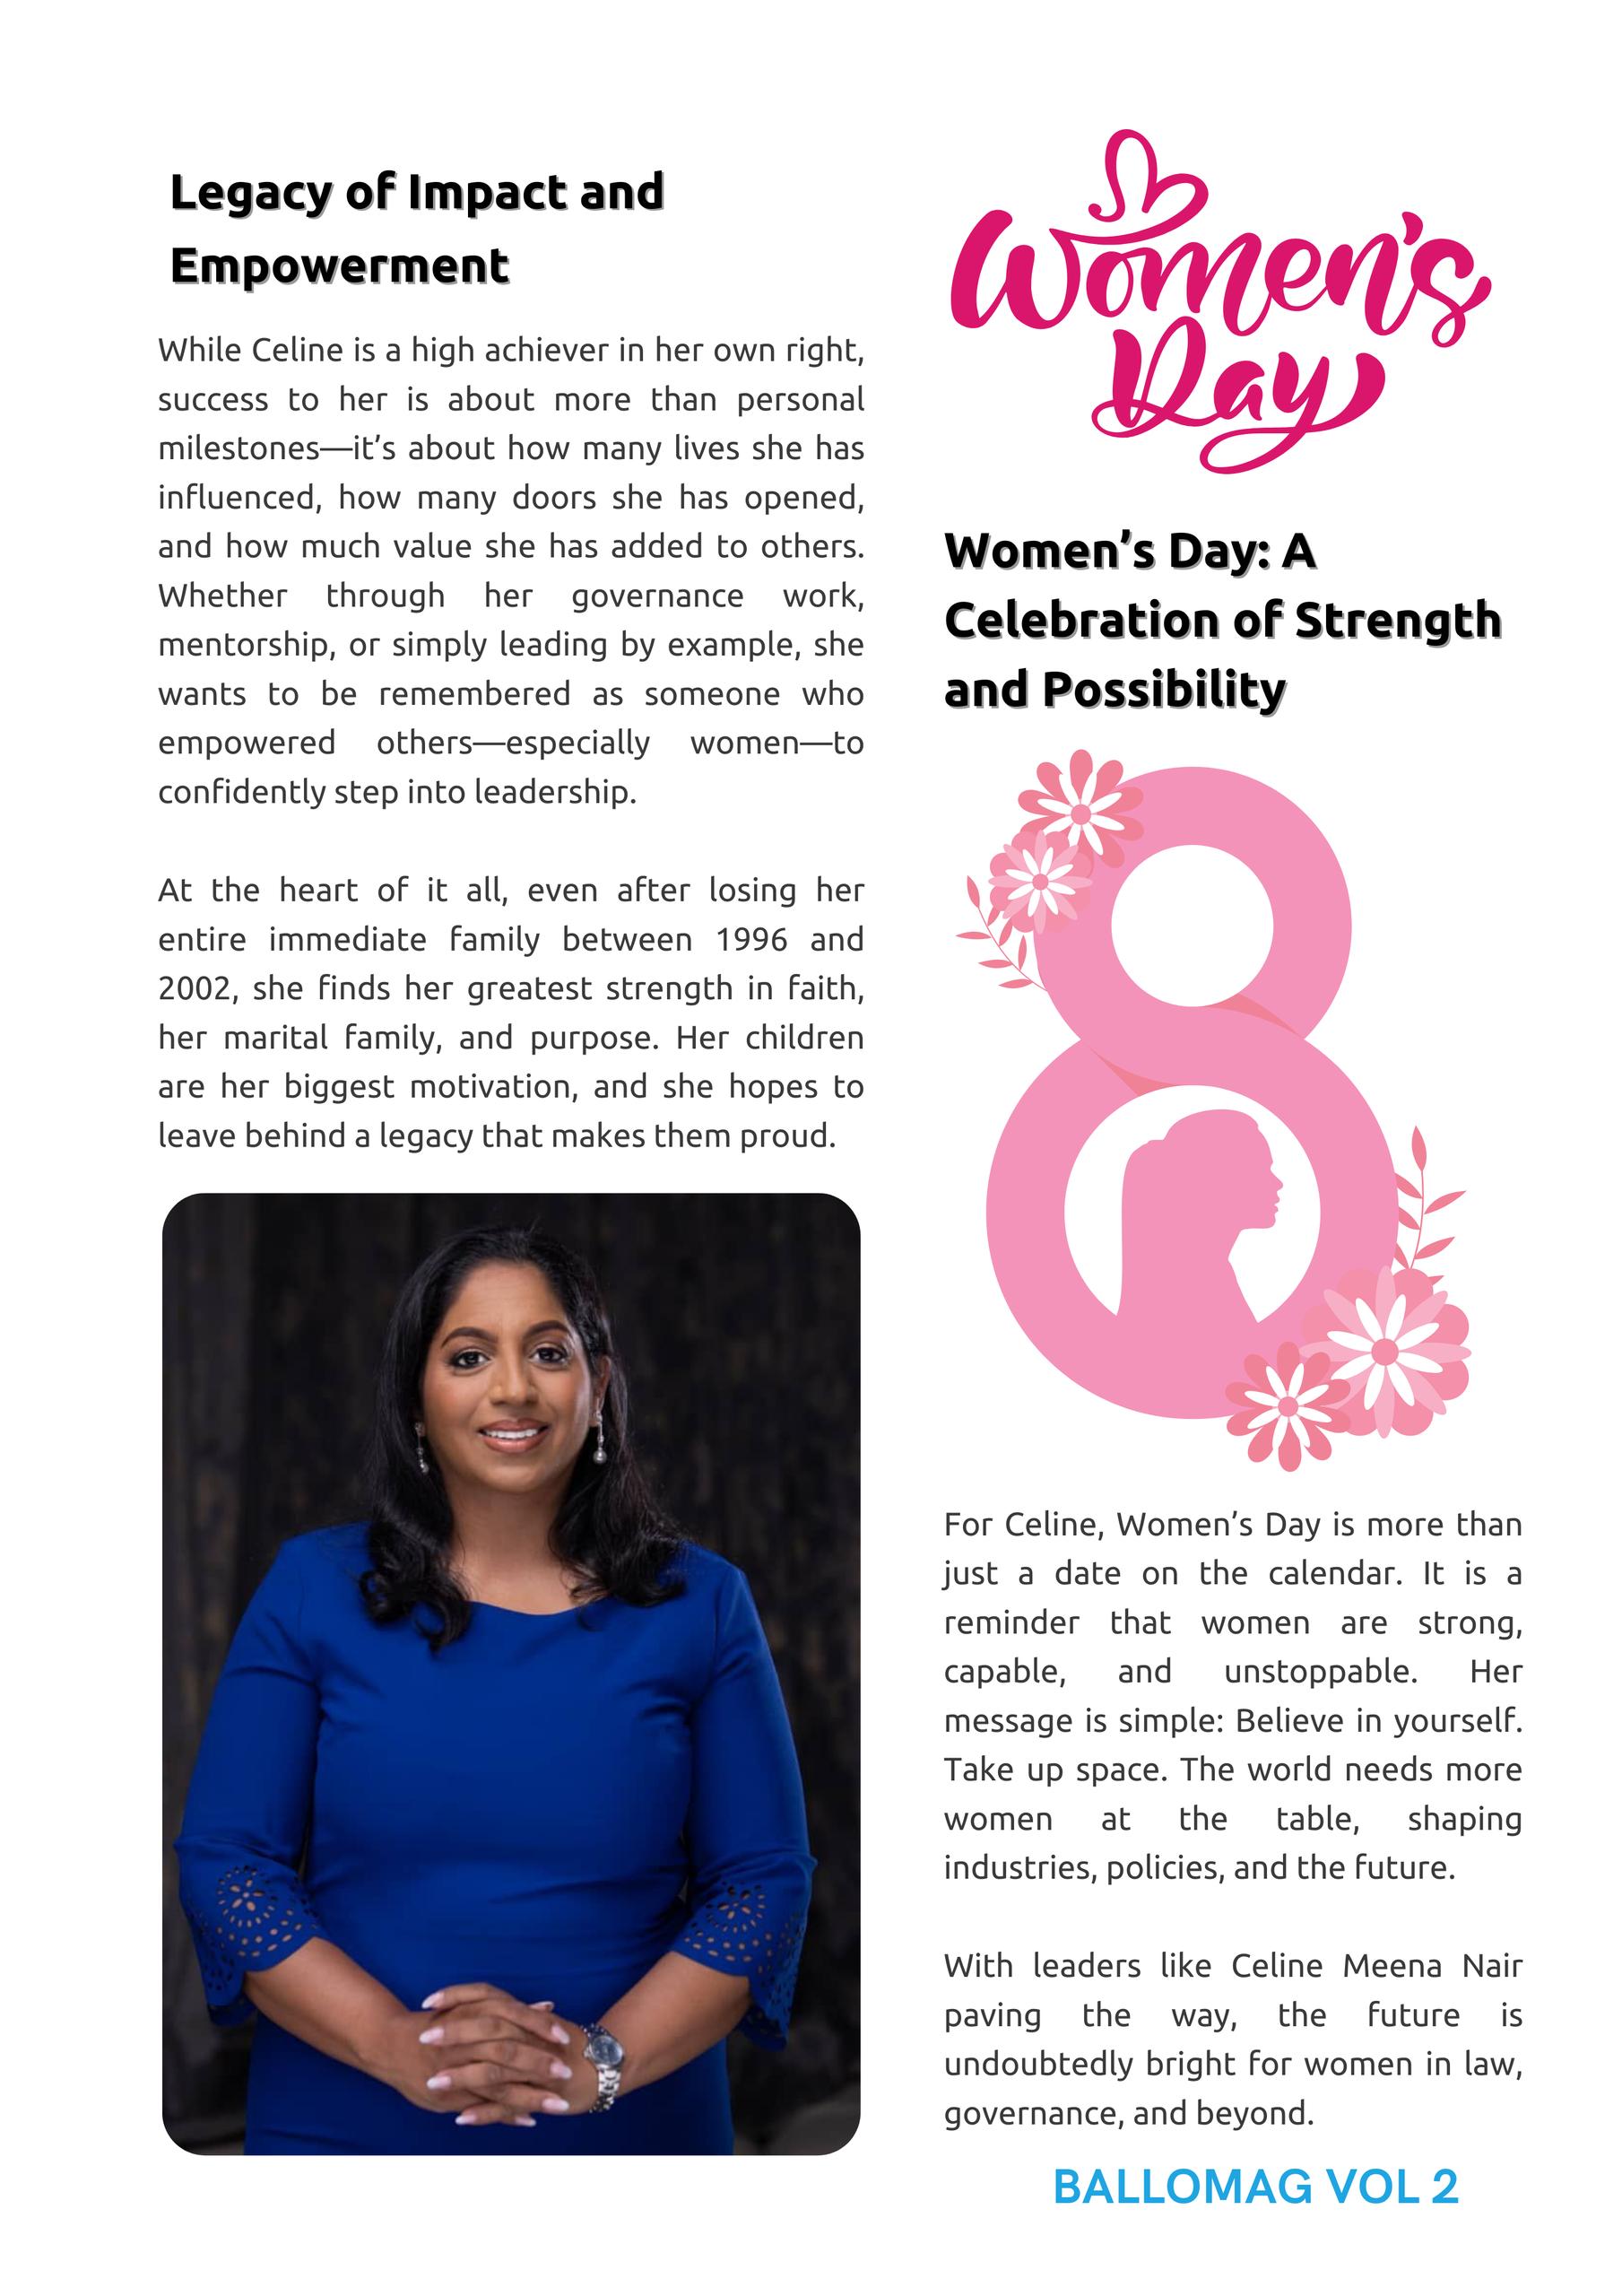 Legacy of Impact and
Empowerment
While Celine is a high achiever in her own right,
success to her is about more than personal
milestones—it’s about how many lives she has
influenced, how many doors she has opened,
and how much value she has added to others.
Whether through her governance work,
mentorship, or simply leading by example, she
wants to be remembered as someone who
empowered others—especially women—to
confidently step into leadership.
At the heart of it all, even after losing her
entire immediate family between 1996 and
2002, she finds her greatest strength in faith,
her marital family, and purpose. Her children
are her biggest motivation, and she hopes to
leave behind a legacy that makes them proud.
Women’s
Day
Women’s Day: A
Celebration of Strength
and Possibility
8
For Celine, Women’s Day is more than
just a date on the calendar. It is a
reminder that women are strong,
capable, and unstoppable. Her
message is simple: Believe in yourself.
Take up space. The world needs more
women at the table, shaping
industries, policies, and the future.
With leaders like Celine Meena Nair
paving the way, the future is
undoubtedly bright for women in law,
governance, and beyond.
BALLOMAG VOL 2